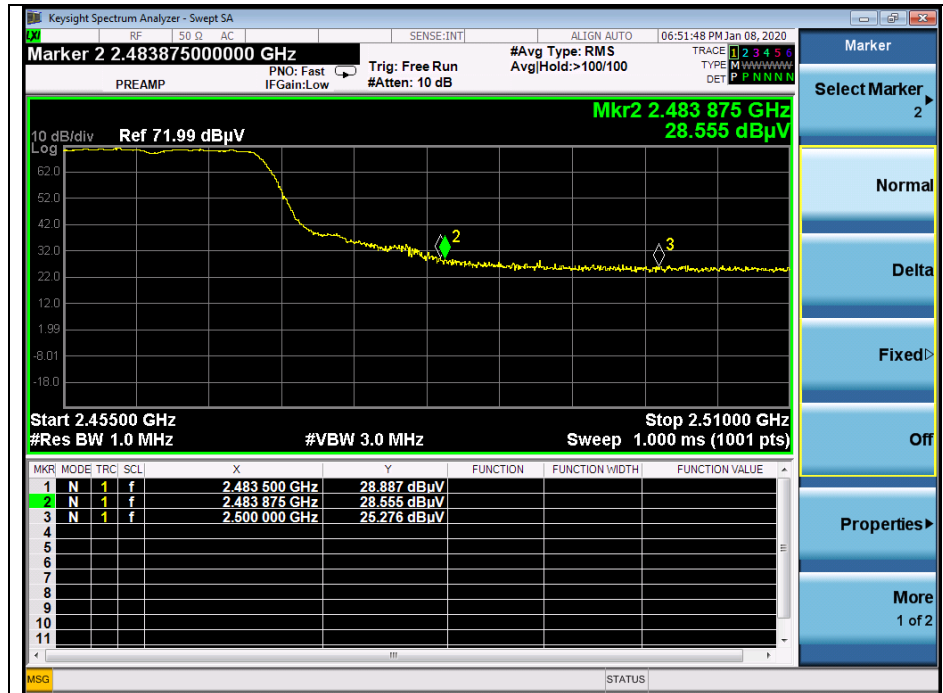 Keysight Spectrum Analyzer - Swept SA
LXI RF 50 Ω AC SENSE:INT ALIGN AUTO 06:51:48 PM Jan 08, 2020
Marker 2 2.483875000000 GHz
PREAMP
PNO: Fast
IFGain:Low
Trig: Free Run
#Atten: 10 dB
#Avg Type: RMS
Avg|Hold:>100/100
TRACE 1 2 3 4 5 6
TYPE M W W W W W
DET P P N N N N
Mkr2 2.483 875 GHz
28.555 dBµV
10 dB/div Ref 71.99 dBµV
Log
62.0
52.0
42.0
32.0
22.0
12.0
1.99
-8.01
-18.0
2
3
Start 2.45500 GHz Stop 2.51000 GHz
#Res BW 1.0 MHz #VBW 3.0 MHz Sweep 1.000 ms (1001 pts)
MKR MODE TRC SCL X Y FUNCTION FUNCTION WIDTH FUNCTION VALUE
1 N 1 f 2.483 500 GHz 28.887 dBµV
2 N 1 f 2.483 875 GHz 28.555 dBµV
3 N 1 f 2.500 000 GHz 25.276 dBµV
4
5
6
7
8
9
10
11
MSG STATUS
Marker
Select Marker
2
Normal
Delta
Fixed
Off
Properties
More
1 of 2